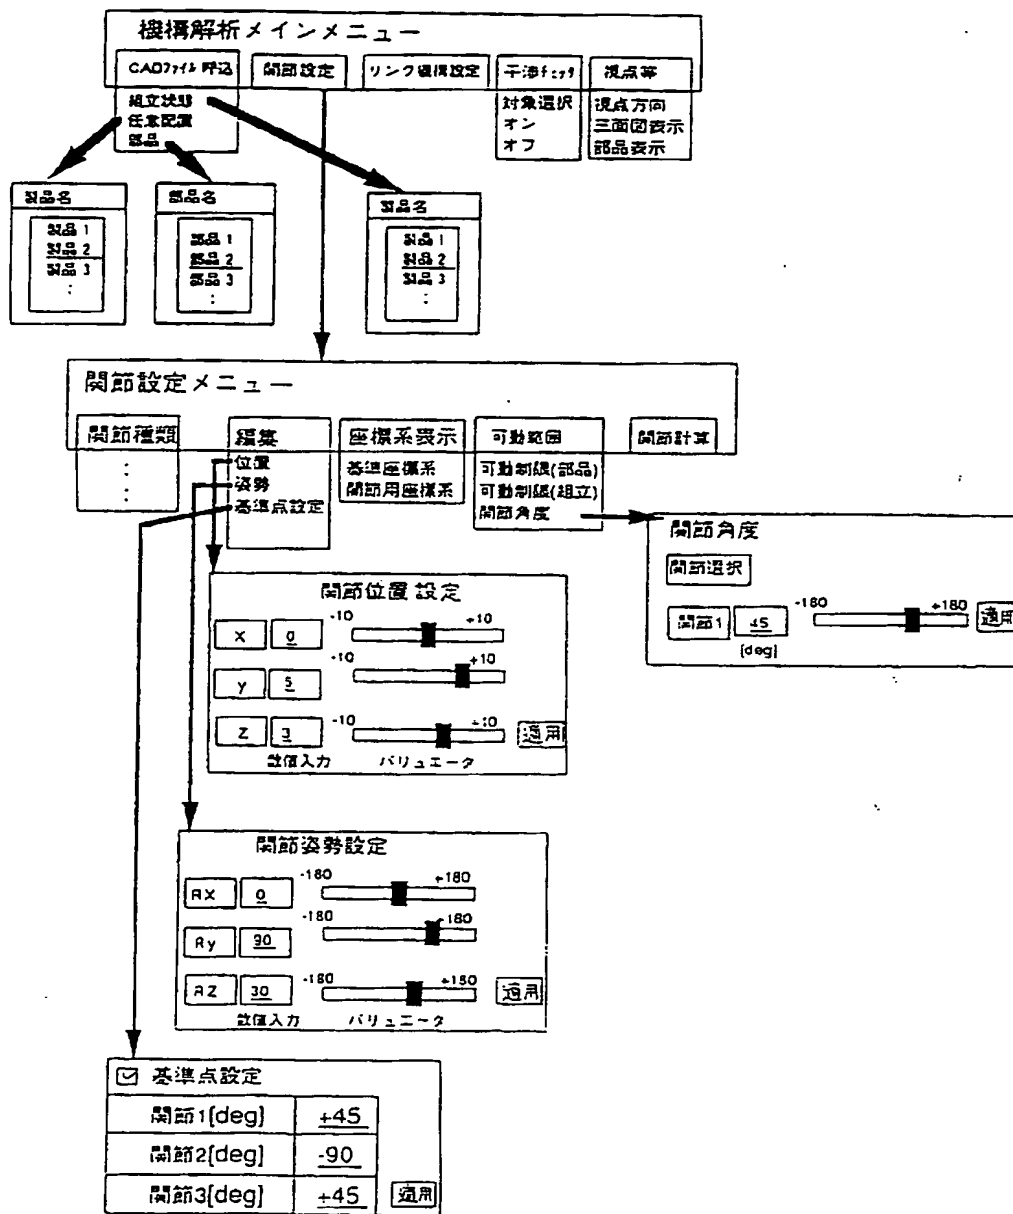 機構解析メインメニュー
CADファイル呼込 関節設定 リンク機構設定 干渉チェック 視点等
組立状態 対象選択 視点方向
任意配置 オン 三面図表示
部品 オフ 部品表示
製品名 部品名 製品名
製品1 部品1 製品1
製品2 部品2 製品2
製品3 部品3 製品3
関節設定メニュー
関節種類 編集 座標系表示 可動範囲 関節計算
位置 基準座標系 可動制限(部品)
姿勢 関節用座標系 可動制限(組立)
基準点設定 関節角度
関節角度
関節選択
関節1 45 -180 +180 適用
[deg]
関節位置設定
X 0 -10 +10
y 5 -10 +10
Z 3 -10 +10 適用
数値入力 バリュエータ
関節姿勢設定
RX 0 -180 +180
Ry 90 -180 +180
RZ 30 -180 +180 適用
数値入力 バリュエータ
基準点設定
関節1[deg] +45
関節2[deg] -90
関節3[deg] +45 適用